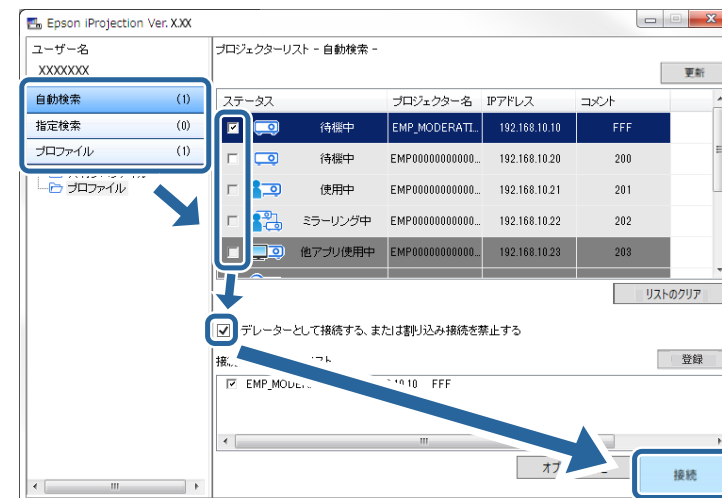 Epson iProjection Ver. X.XX
ユーザー名
XXXXXXX
自動検索 (1)
指定検索 (0)
プロファイル (1)
プロファイル
プロジェクターリスト - 自動検索 -
更新
ステータス プロジェクター名 IPアドレス コメント
待機中 EMP_MODERATI... 192.168.10.10 FFF
待機中 EMP00000000000... 192.168.10.20 200
使用中 EMP00000000000... 192.168.10.21 201
ミラーリング中 EMP00000000000... 192.168.10.22 202
他アプリ使用中 EMP00000000000... 192.168.10.23 203
リストのクリア
デレーターとして接続する、または割り込み接続を禁止する
登録
EMP_MODE 10.10 FFF
オプ
接続